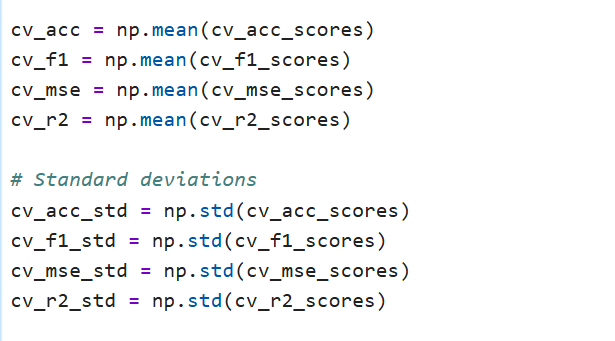 cv_acc = np.mean(cv_acc_scores)
cv_f1 = np.mean(cv_f1_scores)
cv_mse = np.mean(cv_mse_scores)
cv_r2 = np.mean(cv_r2_scores)
# Standard deviations
cv_acc_std = np.std(cv_acc_scores)
cv_f1_std = np.std(cv_f1_scores)
cv_mse_std = np.std(cv_mse_scores)
cv_r2_std = np.std(cv_r2_scores)